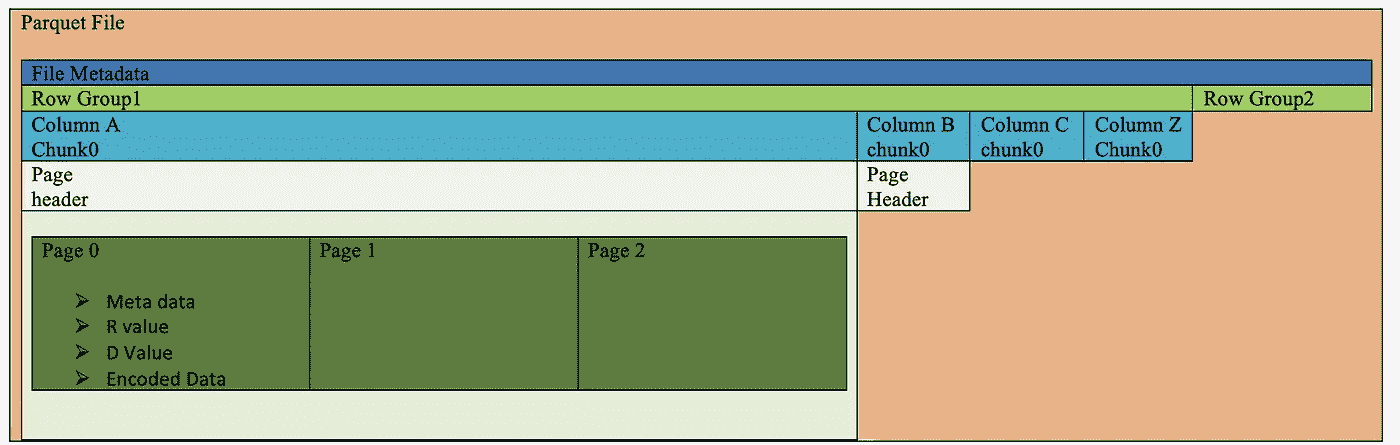 Parquet File
File Metadata
Row Group1
Row Group2
Column A
Chunk0
Column B
chunk0
Column C
chunk0
Column Z
Chunk0
Page
header
Page
Header
Page 0
Meta data
R value
D Value
Encoded Data
Page 1
Page 2